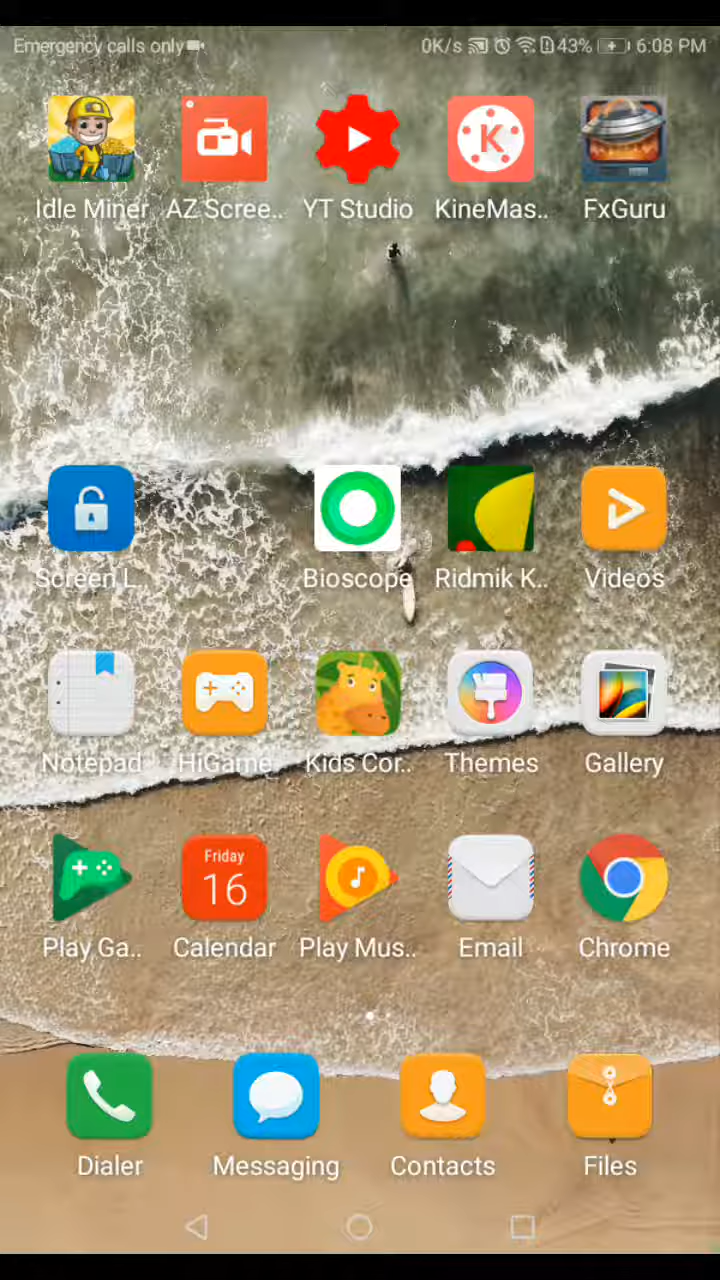 Emergency calls only 0K/s 43% 6:08 PM
Idle Miner AZ Scree.. YT Studio KineMas.. FxGuru
Screen L.. Bioscope Ridmik K.. Videos
Notepad HiGame Kids Cor.. Themes Gallery
Friday
16
Play Ga.. Calendar Play Mus.. Email Chrome
Dialer Messaging Contacts Files